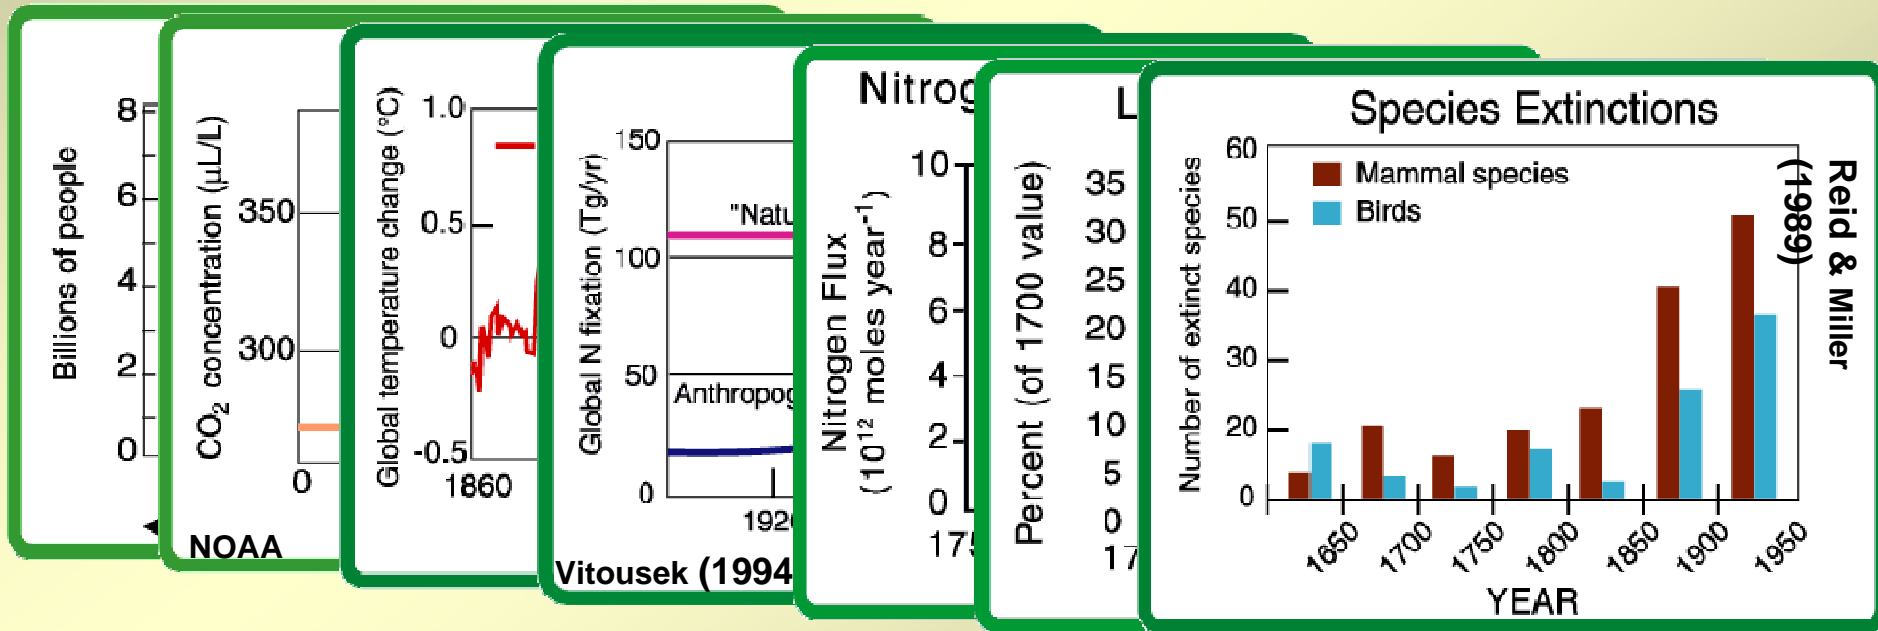 Billions of people
8
6
4
2
0
CO2 concentration (µL/L)
350
300
0
NOAA
Global temperature change (°C)
1.0
0.5
0
-0.5
1860
Global N fixation (Tg/yr)
150
100
50
0
"Natu
Anthropog
192
Vitousek (1994
Nitrog
Nitrogen Flux
(10¹² moles year⁻¹)
10
8
6
4
2
0
175
L
Percent (of 1700 value)
35
30
25
20
15
10
5
0
17
Species Extinctions
Number of extinct species
60
50
40
30
20
0
Mammal species
Birds
1650
1700
1750
1800
1850
1900
1950
YEAR
Reid & Miller
(1989)